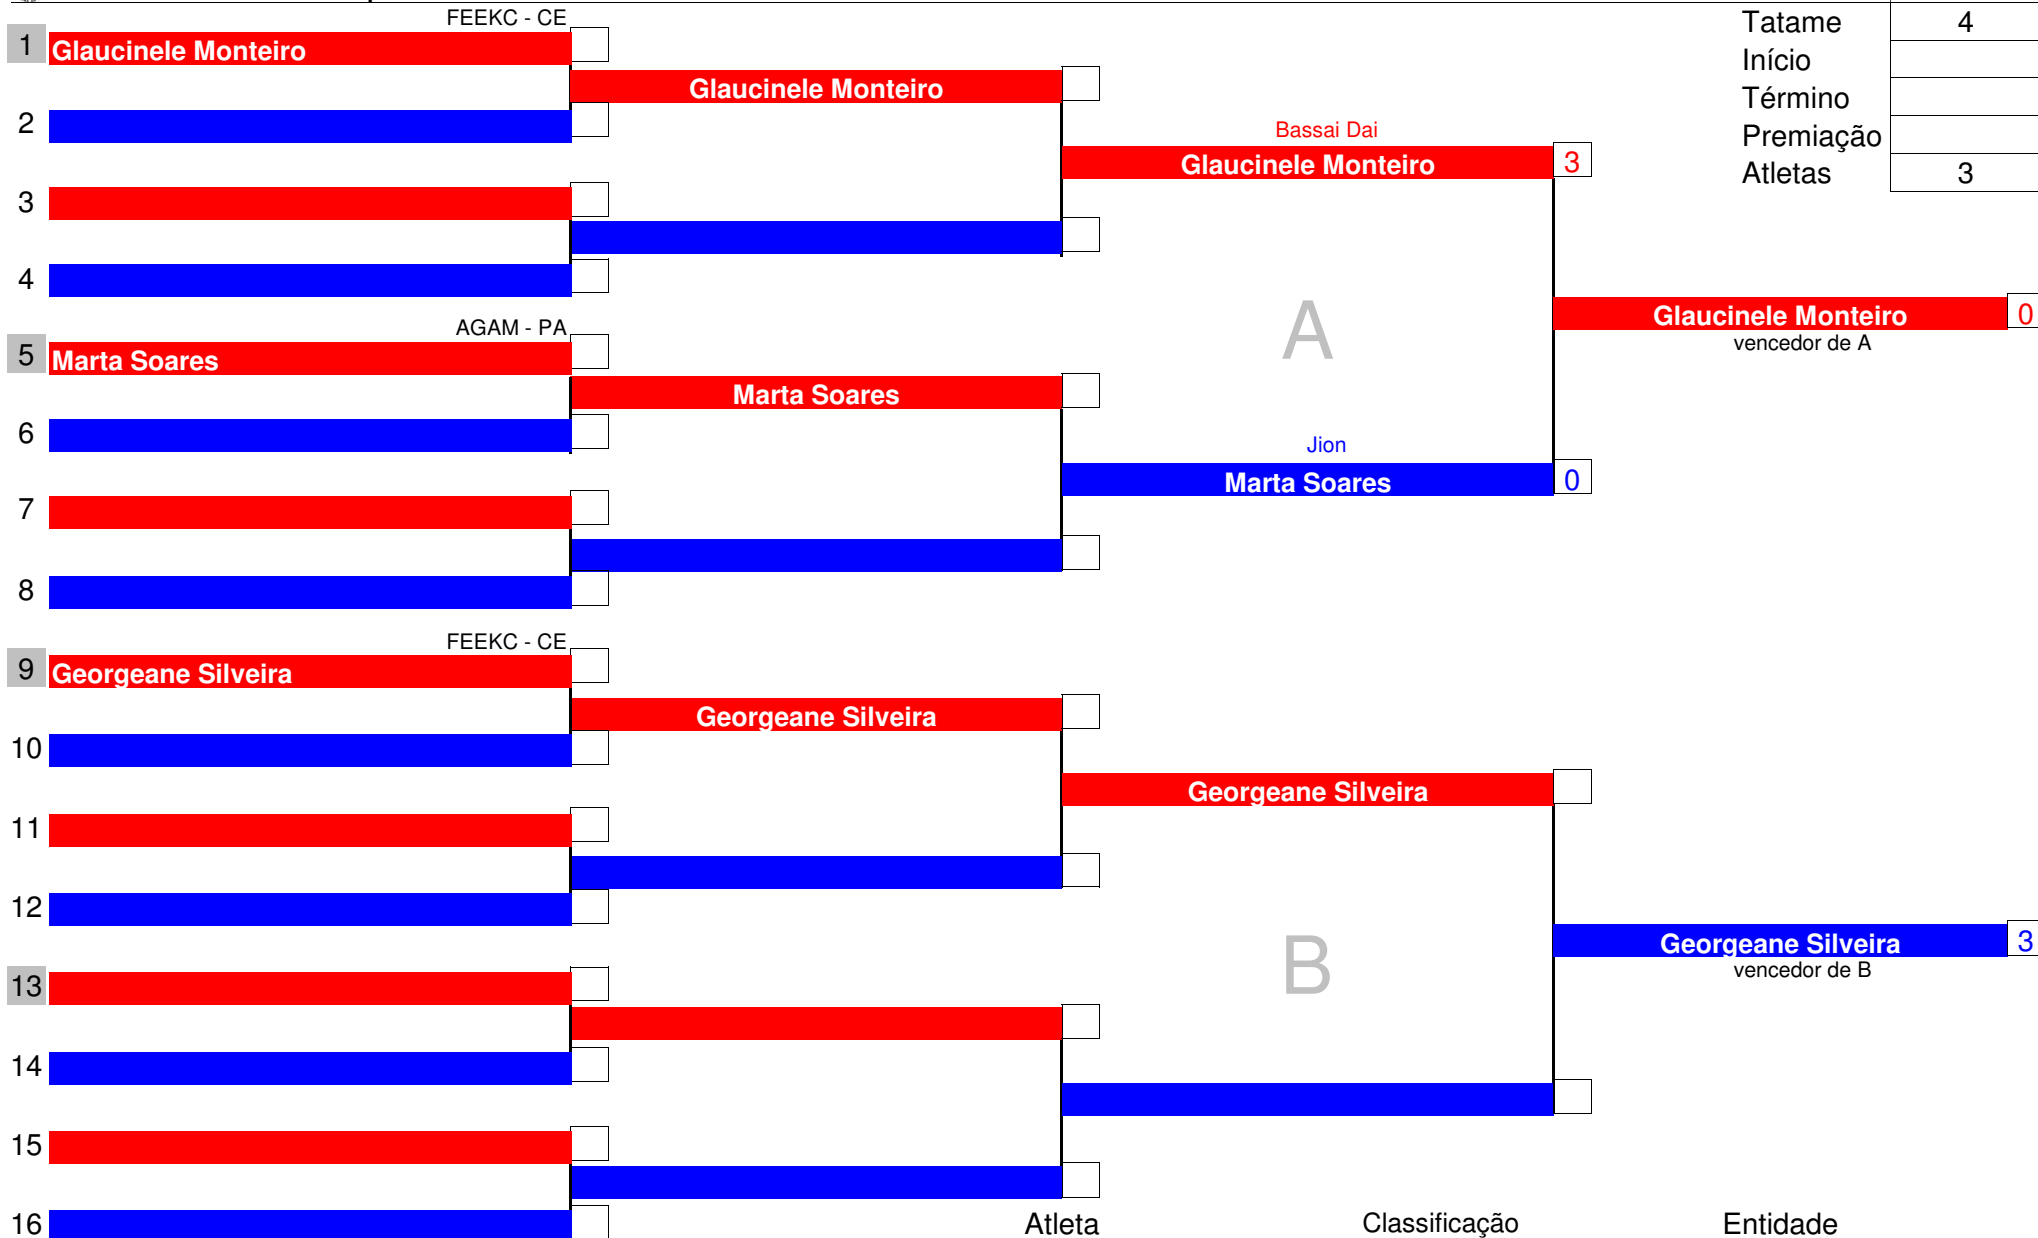 FEEKC - CE
1 Glaucinele Monteiro
Glaucinele Monteiro
2
3
4
AGAM - PA
5 Marta Soares
Marta Soares
6
7
8
FEEKC - CE
9 Georgeane Silveira
Georgeane Silveira
10
11
12
13
14
15
16
Bassai Dai
Glaucinele Monteiro 3
A
Jion
Marta Soares 0
Georgeane Silveira
B
Tatame 4
Início
Término
Premiação
Atletas 3
Glaucinele Monteiro 0
vencedor de A
Georgeane Silveira 3
vencedor de B
Atleta Classificação Entidade